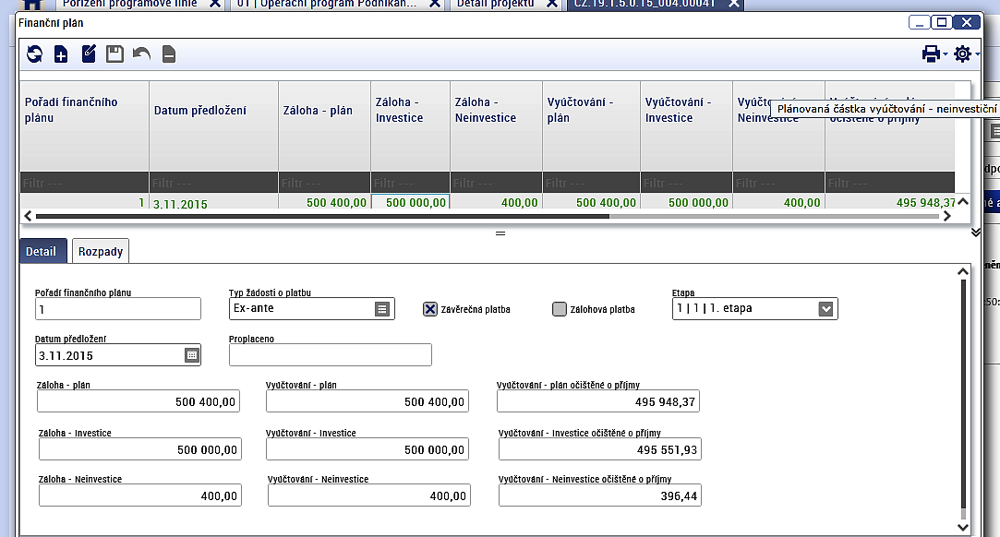 Pořízení programové linie
01 | Operační program Podnikán...
Detail projektu
CZ.19.1.5.0.15_004.00041
Finanční plán
Pořadí finančního plánu
Datum předložení
Záloha - plán
Záloha - Investice
Záloha - Neinvestice
Vyúčtování - plán
Vyúčtování - Investice
Neinvestice
očištěné o příjmy
Plánovaná částka vyúčtování - neinvestiční
Filtr --- Filtr --- Filtr --- Filtr --- Filtr --- Filtr --- Filtr --- Filtr --- Filtr ---
1 3.11.2015 500 400,00 500 000,00 400,00 500 400,00 500 000,00 400,00 495 948,37
Detail Rozpady
Pořadí finančního plánu
1
Typ žádosti o platbu
Ex-ante
Závěrečná platba
Zálohová platba
Etapa
1 | 1 | 1. etapa
Datum předložení
3.11.2015
Proplaceno
Záloha - plán
500 400,00
Vyúčtování - plán
500 400,00
Vyúčtování - plán očištěné o příjmy
495 948,37
Záloha - Investice
500 000,00
Vyúčtování - Investice
500 000,00
Vyúčtování - Investice očištěné o příjmy
495 551,93
Záloha - Neinvestice
400,00
Vyúčtování - Neinvestice
400,00
Vyúčtování - Neinvestice očištěné o příjmy
396,44